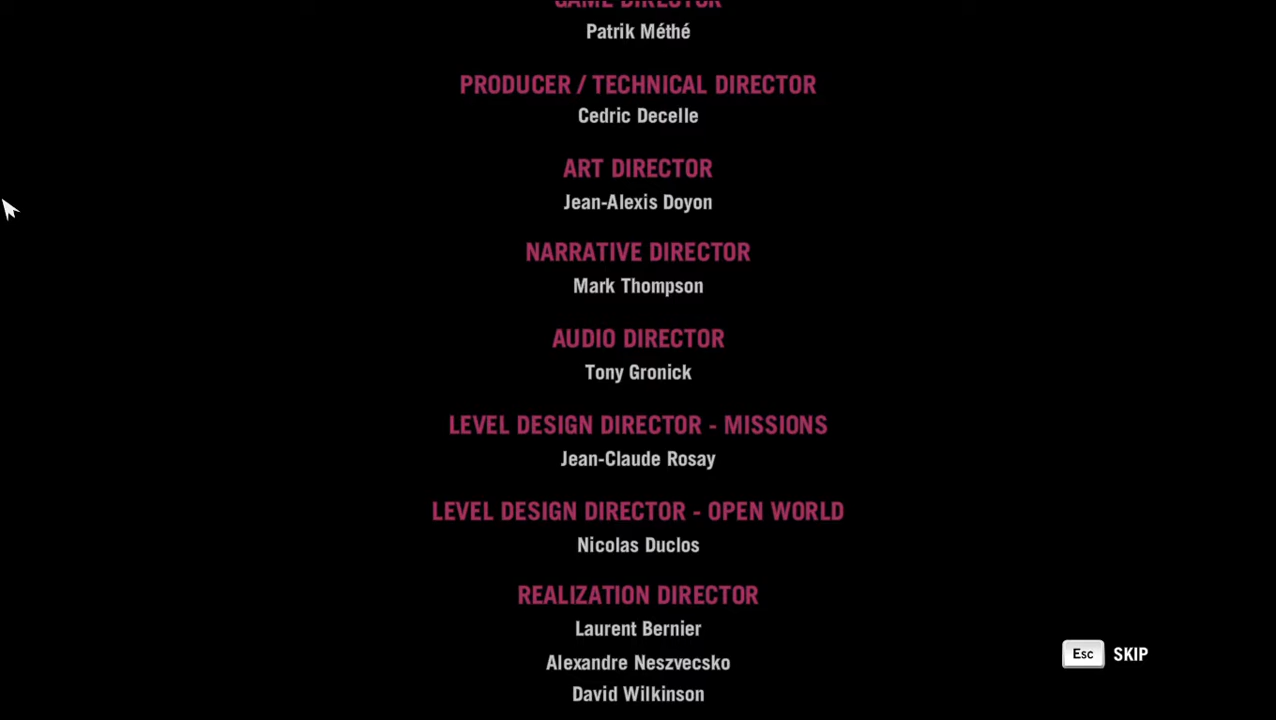 GAME DIRECTOR
Patrik Méthé
PRODUCER / TECHNICAL DIRECTOR
Cedric Decelle
ART DIRECTOR
Jean-Alexis Doyon
NARRATIVE DIRECTOR
Mark Thompson
AUDIO DIRECTOR
Tony Gronick
LEVEL DESIGN DIRECTOR - MISSIONS
Jean-Claude Rosay
LEVEL DESIGN DIRECTOR - OPEN WORLD
Nicolas Duclos
REALIZATION DIRECTOR
Laurent Bernier
Alexandre Neszvecsko
David Wilkinson
Esc SKIP